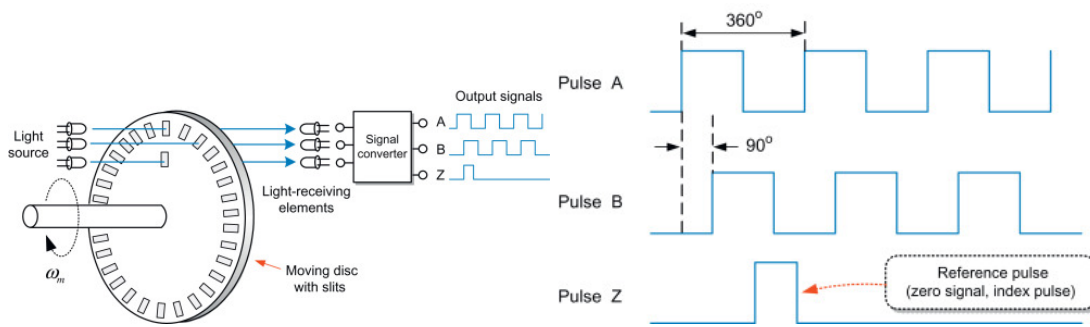 Light
source
ωm
Light-receiving
elements
Moving disc
with slits
Signal
converter
Output signals
A
B
Z
360°
Pulse A
90°
Pulse B
Pulse Z
Reference pulse
(zero signal, index pulse)